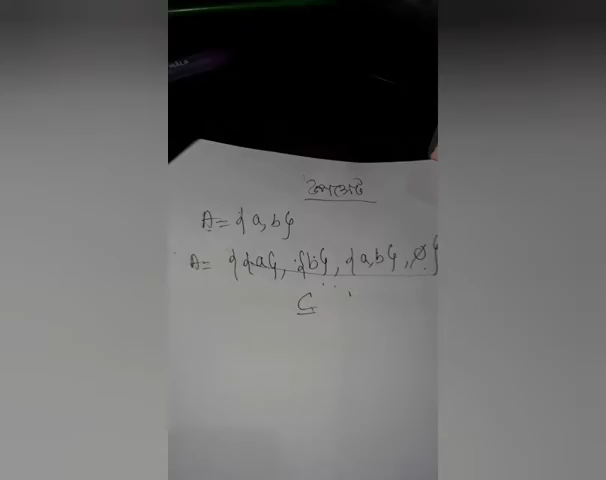 উপসেট
A = {a, b}
A = {{a}, {b}, {a, b}, ∅}
⊆